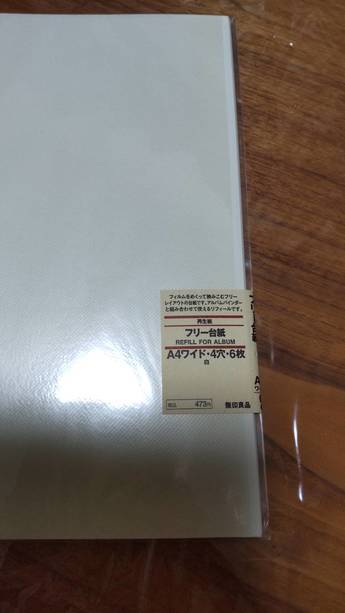 フィルムをめくって挟みこむフリー
レイアウトの台紙です。アルバムバインダー
と組み合わせて使えるリフィールです。
再生紙
フリー台紙
REFILL FOR ALBUM
A4ワイド・4穴・6枚
白
税込 473円 無印良品